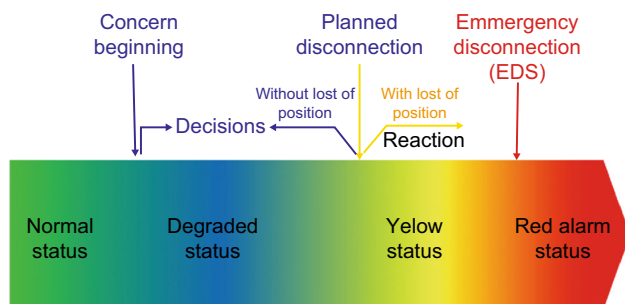 Concern
beginning
Planned
disconnection
Emmergency
disconnection
(EDS)
Without lost of
position
With lost of
position
Decisions
Reaction
Normal
status
Degraded
status
Yelow
status
Red alarm
status